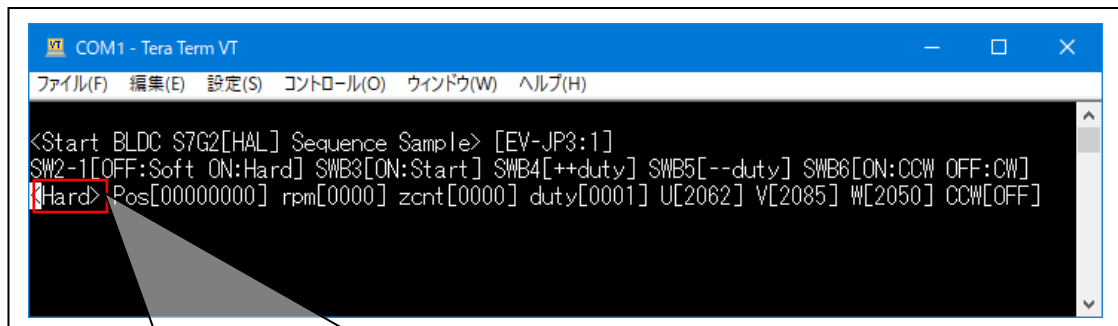 COM1 - Tera Term VT
ファイル(F) 編集(E) 設定(S) コントロール(O) ウィンドウ(W) ヘルプ(H)
<Start BLDC S7G2[HAL] Sequence Sample> [EV-JP3:1]
SW2-1[OFF:Soft ON:Hard] SWB3[ON:Start] SWB4[++duty] SWB5[--duty] SWB6[ON:CCW OFF:CW]
<Hard> Pos[00000000] rpm[0000] zcnt[0000] duty[0001] U[2062] V[2085] W[2050] CCW[OFF]